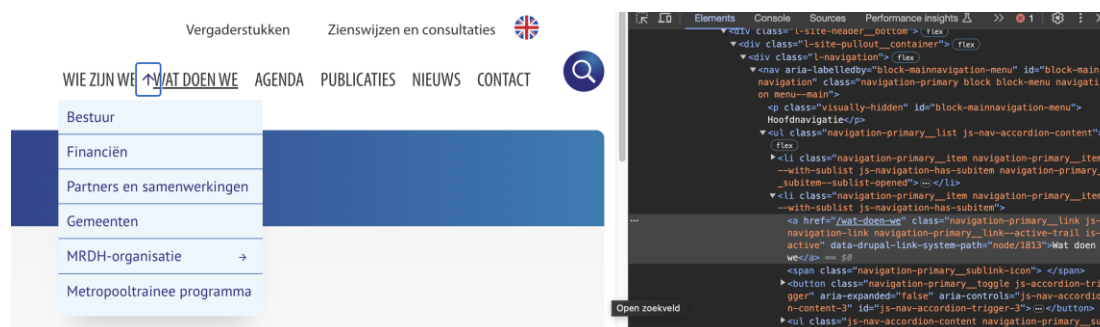 Vergaderstukken Zienswijzen en consultaties
WIE ZIJN WE WAT DOEN WE AGENDA PUBLICATIES NIEUWS CONTACT
Bestuur
Financiën
Partners en samenwerkingen
Gemeenten
MRDH-organisatie →
Metropooltrainee programma
Open zoekveld
Elements Console Sources Performance insights 1
▼<div class="l-site-header__bottom"> flex
▼<div class="l-site-pullout_container"> flex
▼<div class="l-navigation"> flex
▼<nav aria-labelledby="block-mainnavigation-menu" id="block-main
navigation" class="navigation-primary block block-menu navigati
on menu--main">
<p class="visually-hidden" id="block-mainnavigation-menu">
Hoofdnavigatie</p>
▼<ul class="navigation-primary__list js-nav-accordion-content">
flex
▶<li class="navigation-primary__item navigation-primary__item
--with-sublist js-navigation-has-subitem navigation-primary_
_subitem--sublist-opened">…</li>
▼<li class="navigation-primary__item navigation-primary__item
--with-sublist js-navigation-has-subitem">
<a href="/wat-doen-we" class="navigation-primary__link js-
navigation-link navigation-primary__link--active-trail is-
active" data-drupal-link-system-path="node/1813">Wat doen
we</a> == $0
<span class="navigation-primary__sublink-icon"> </span>
▶<button class="navigation-primary__toggle js-accordion-tri
gger" aria-expanded="false" aria-controls="js-nav-accordio
n-content-3" id="js-nav-accordion-trigger-3">…</button>
▶<ul class="js-accordion-content navigation-primary__su